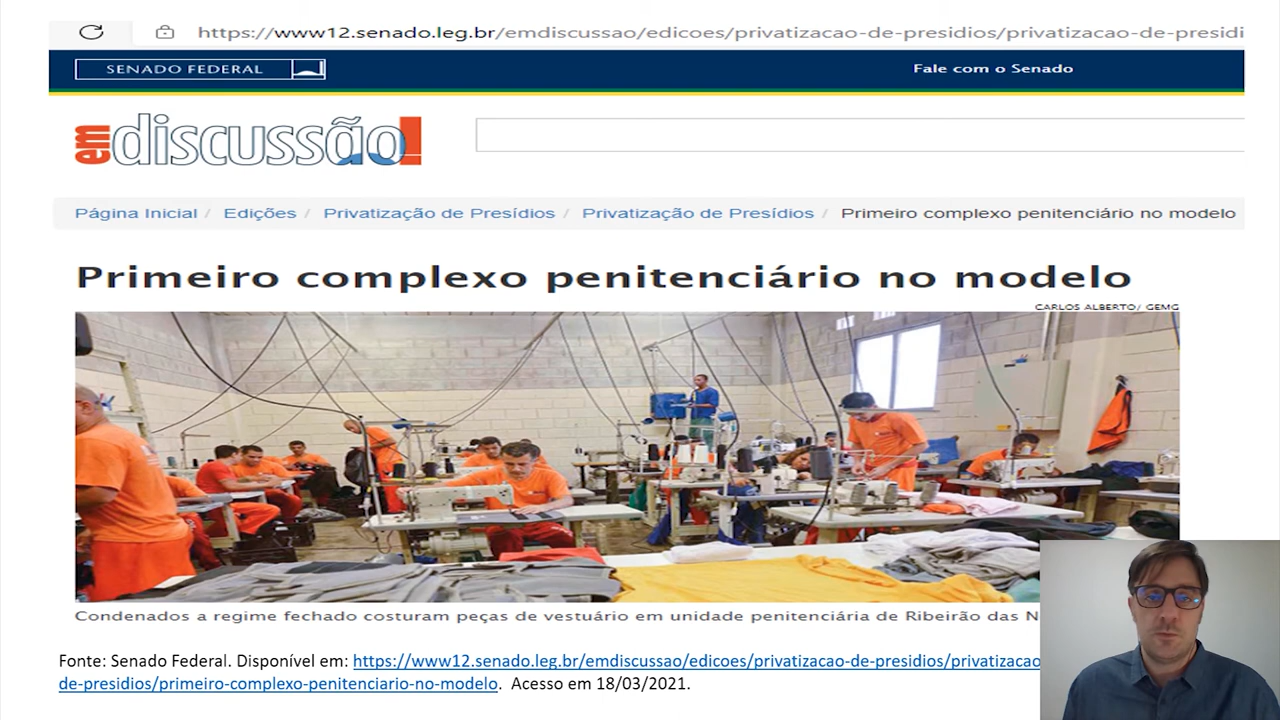 https://www12.senado.leg.br/emdiscussao/edicoes/privatizacao-de-presidios/privatizacao-de-presidi
SENADO FEDERAL
Fale com o Senado
em discussão!
Página Inicial / Edições / Privatização de Presídios / Privatização de Presídios / Primeiro complexo penitenciário no modelo
Primeiro complexo penitenciário no modelo
CARLOS ALBERTO/ GEMG
Condenados a regime fechado costuram peças de vestuário em unidade penitenciária de Ribeirão das N
Fonte: Senado Federal. Disponível em: https://www12.senado.leg.br/emdiscussao/edicoes/privatizacao-de-presidios/privatizacao
de-presidios/primeiro-complexo-penitenciario-no-modelo. Acesso em 18/03/2021.